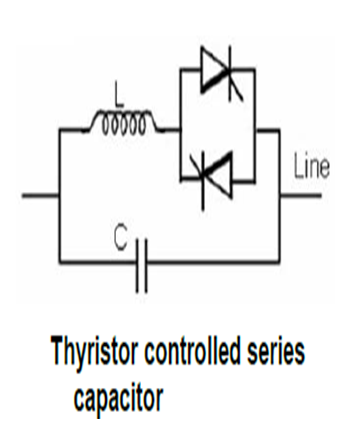 L
Line
C
Thyristor controlled series
capacitor